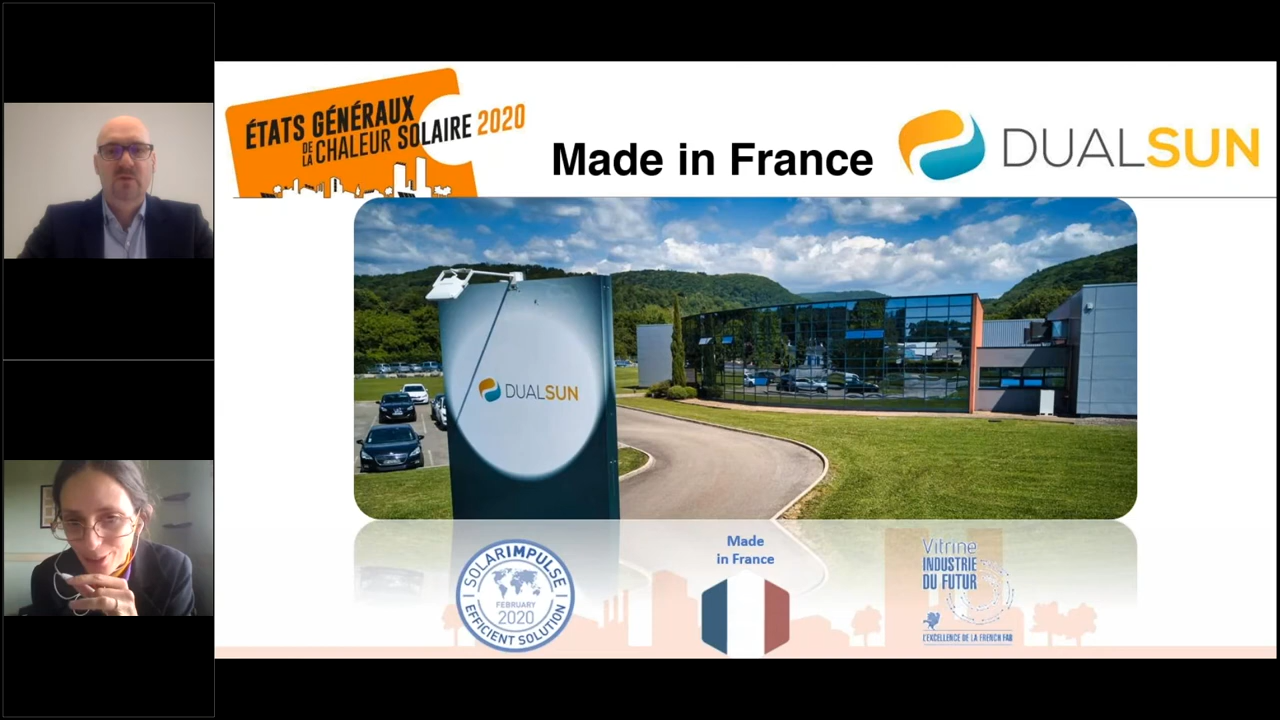 ÉTATS GÉNÉRAUX
DE LA CHALEUR SOLAIRE 2020
Made in France
DUALSUN
DUALSUN
SOLARIMPULSE
FEBRUARY
2020
EFFICIENT SOLUTION
Made
in France
Vitrine
INDUSTRIE
DU FUTUR
L'EXCELLENCE DE LA FRENCH FAB